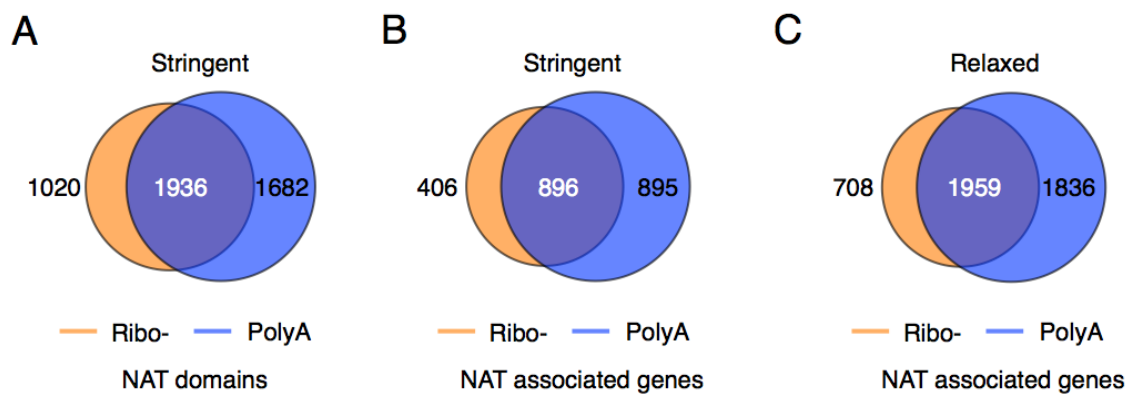 A
Stringent
1020
1936
1682
Ribo-
PolyA
NAT domains
B
Stringent
406
896
895
Ribo-
PolyA
NAT associated genes
C
Relaxed
708
1959
1836
Ribo-
PolyA
NAT associated genes